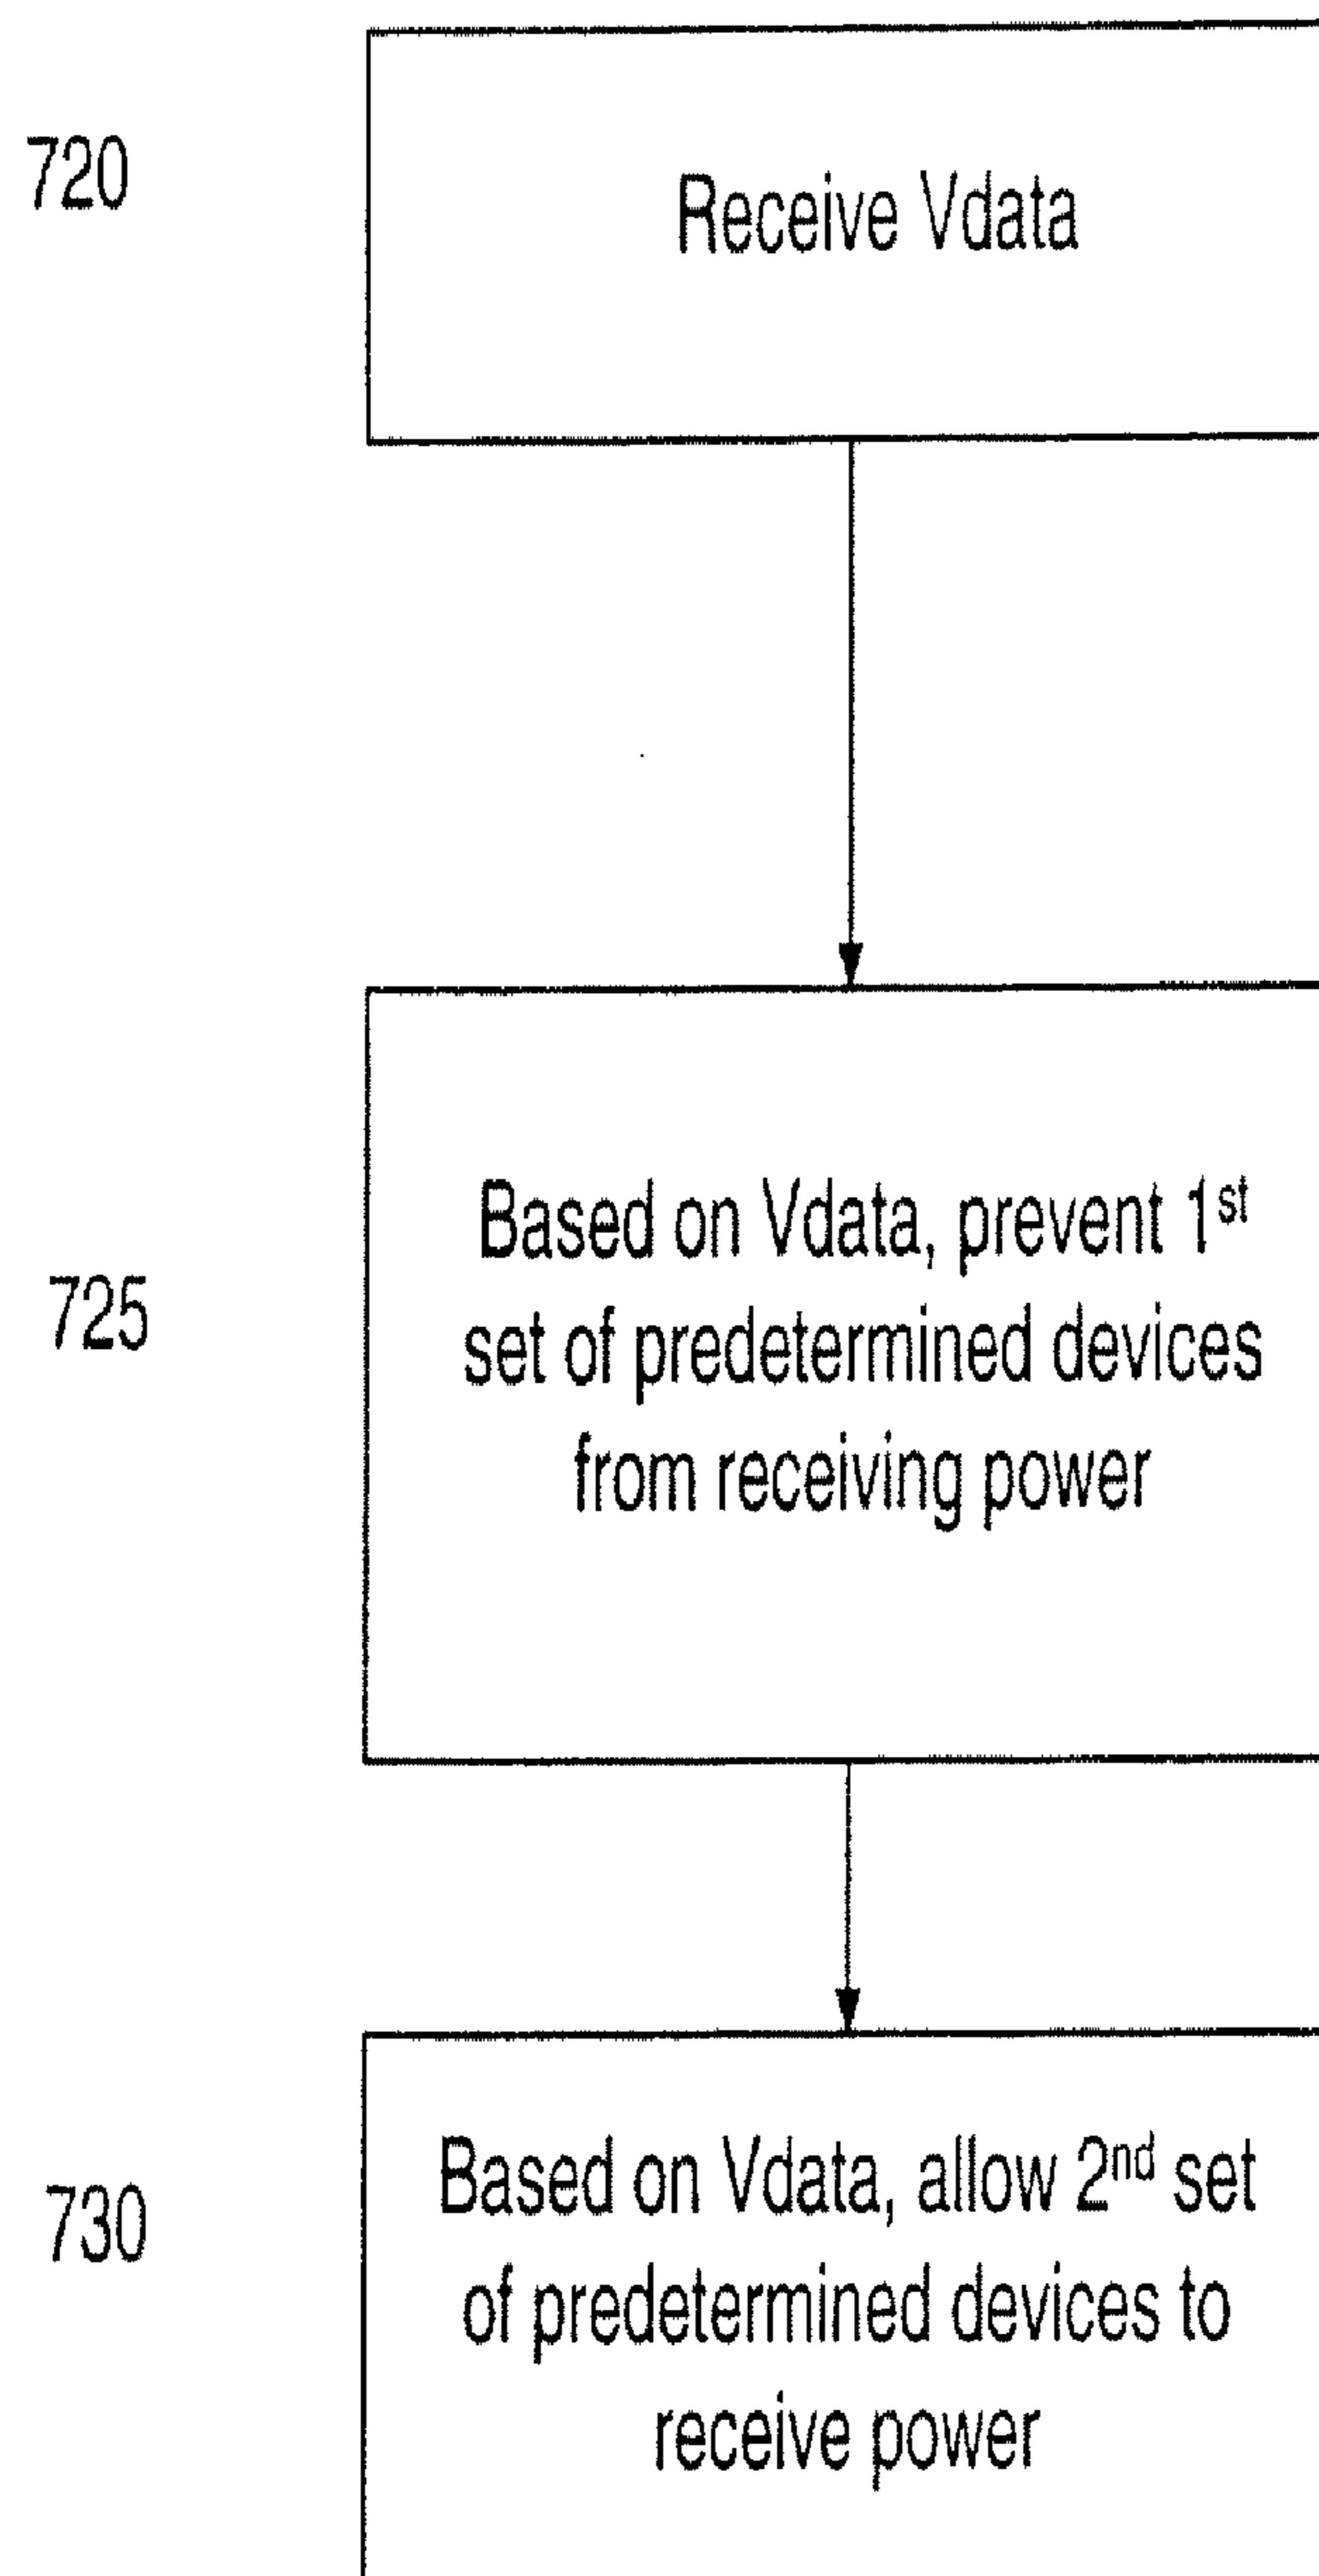 720
Receive Vdata
725
Based on Vdata, prevent 1st
set of predetermined devices
from receiving power
730
Based on Vdata, allow 2nd set
of predetermined devices to
receive power